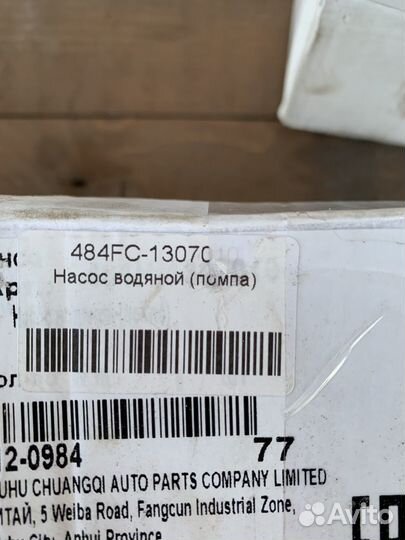 484FC-13070
Насос водяной (помпа)
12-0984
77
UHU CHUANGQI AUTO PARTS COMPANY LIMITED
ИТАЙ, 5 Weiba Road, Fangcun Industrial Zone,
City, Anhui Province
Avito